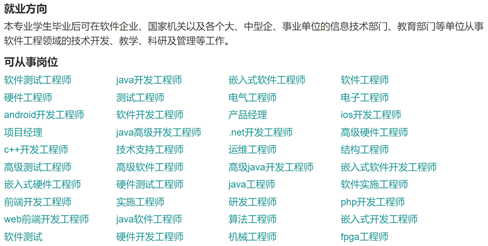 就业方向
本专业学生毕业后可在软件企业、国家机关以及各个大、中型企、事业单位的信息技术部门、教育部门等单位从事
软件工程领域的技术开发、教学、科研及管理等工作。
可从事岗位
软件测试工程师 java开发工程师 嵌入式软件工程师 软件工程师
硬件工程师 测试工程师 电气工程师 电子工程师
android开发工程师 软件开发工程师 产品经理 ios开发工程师
项目经理 java高级开发工程师 .net开发工程师 高级硬件工程师
c++开发工程师 技术支持工程师 运维工程师 结构工程师
高级测试工程师 高级软件工程师 高级java开发工程师 嵌入式软件开发工程师
嵌入式硬件工程师 硬件测试工程师 java工程师 软件实施工程师
前端开发工程师 实施工程师 研发工程师 php开发工程师
web前端开发工程师 java软件工程师 算法工程师 嵌入式开发工程师
软件测试 硬件开发工程师 机械工程师 fpga工程师